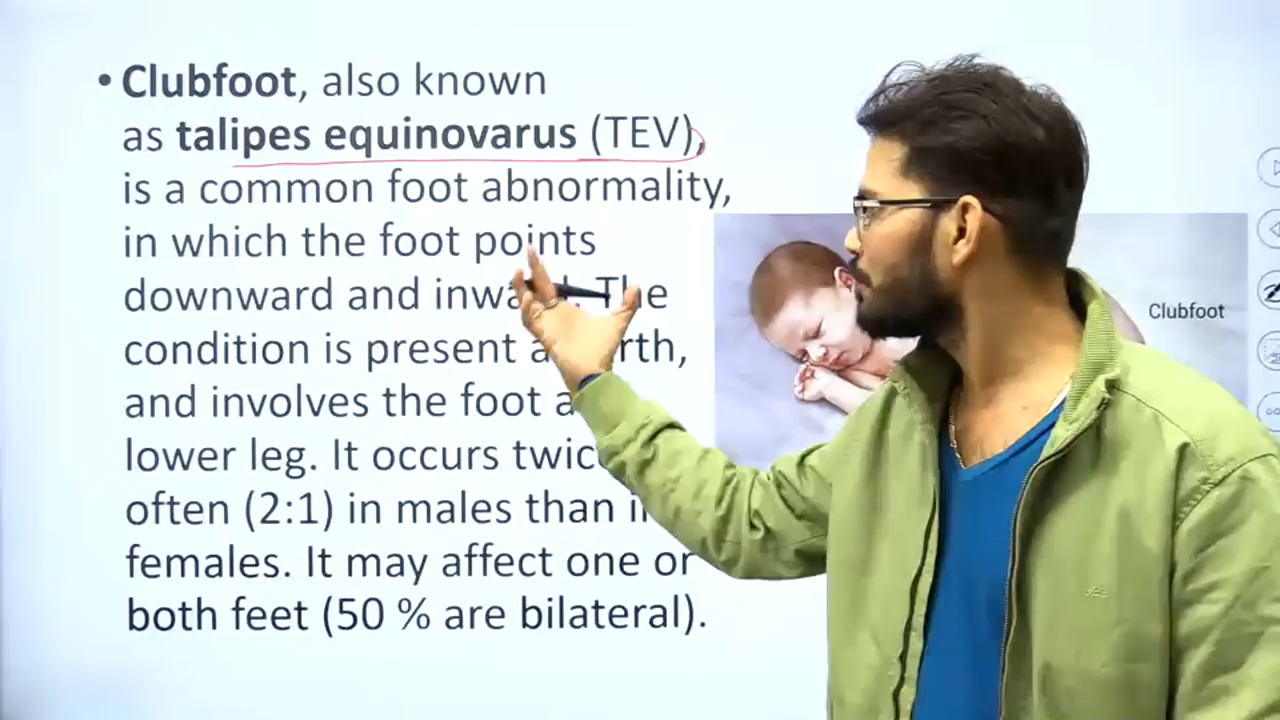 • Clubfoot, also known
as talipes equinovarus (TEV),
is a common foot abnormality,
in which the foot points
downward and The
condition is present
and involves the foot
lower leg. It occurs
often (2:1) in males than
females. It may affect one or
both feet (50 % are bilateral).
Clubfoot